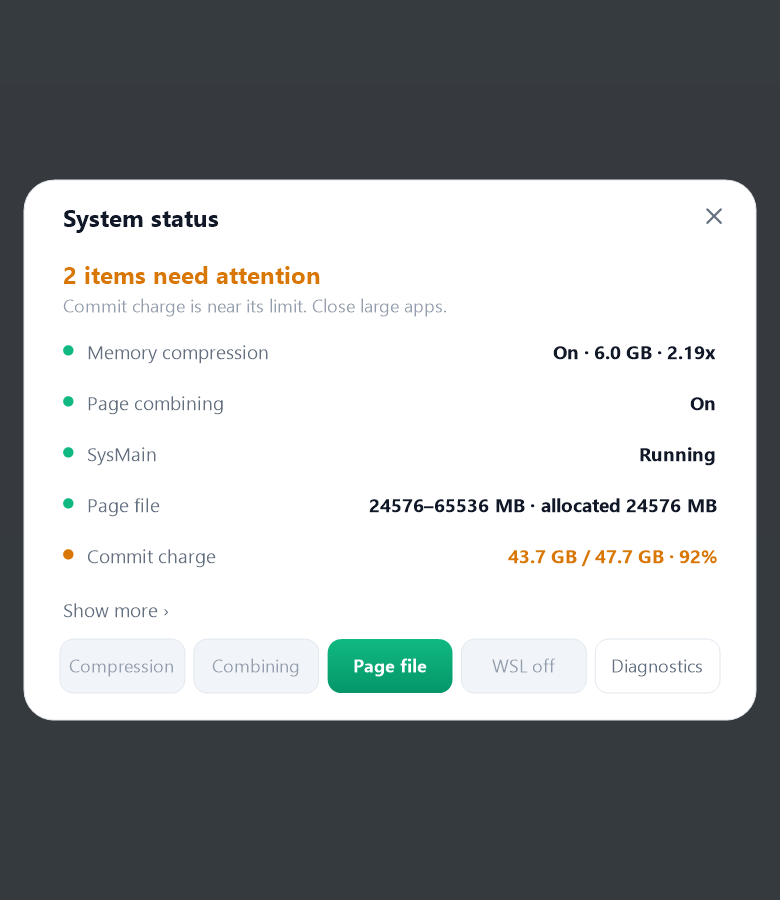 System status
2 items need attention
Commit charge is near its limit. Close large apps.
Memory compression On · 6.0 GB · 2.19x
Page combining On
SysMain Running
Page file 24576–65536 MB · allocated 24576 MB
Commit charge 43.7 GB / 47.7 GB · 92%
Show more ›
Compression Combining Page file WSL off Diagnostics